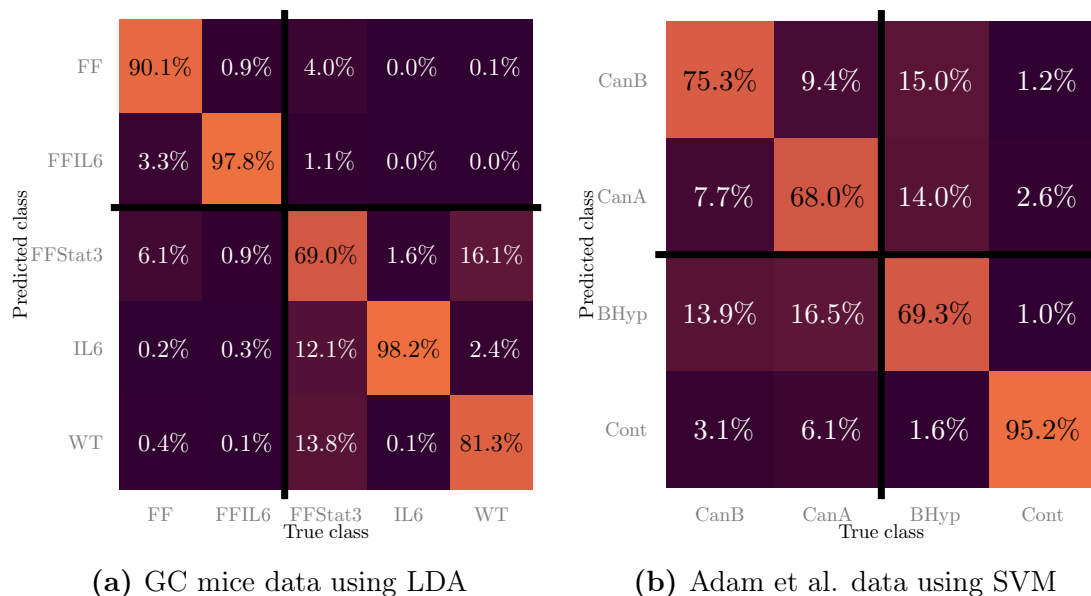 FF 90.1% 0.9% 4.0% 0.0% 0.1%
FFIL6 3.3% 97.8% 1.1% 0.0% 0.0%
FFStat3 6.1% 0.9% 69.0% 1.6% 16.1%
IL6 0.2% 0.3% 12.1% 98.2% 2.4%
WT 0.4% 0.1% 13.8% 0.1% 81.3%
Predicted class
FF FFIL6 FFStat3 IL6 WT
True class
(a) GC mice data using LDA
CanB 75.3% 9.4% 15.0% 1.2%
CanA 7.7% 68.0% 14.0% 2.6%
BHyp 13.9% 16.5% 69.3% 1.0%
Cont 3.1% 6.1% 1.6% 95.2%
Predicted class
CanB CanA BHyp Cont
True class
(b) Adam et al. data using SVM